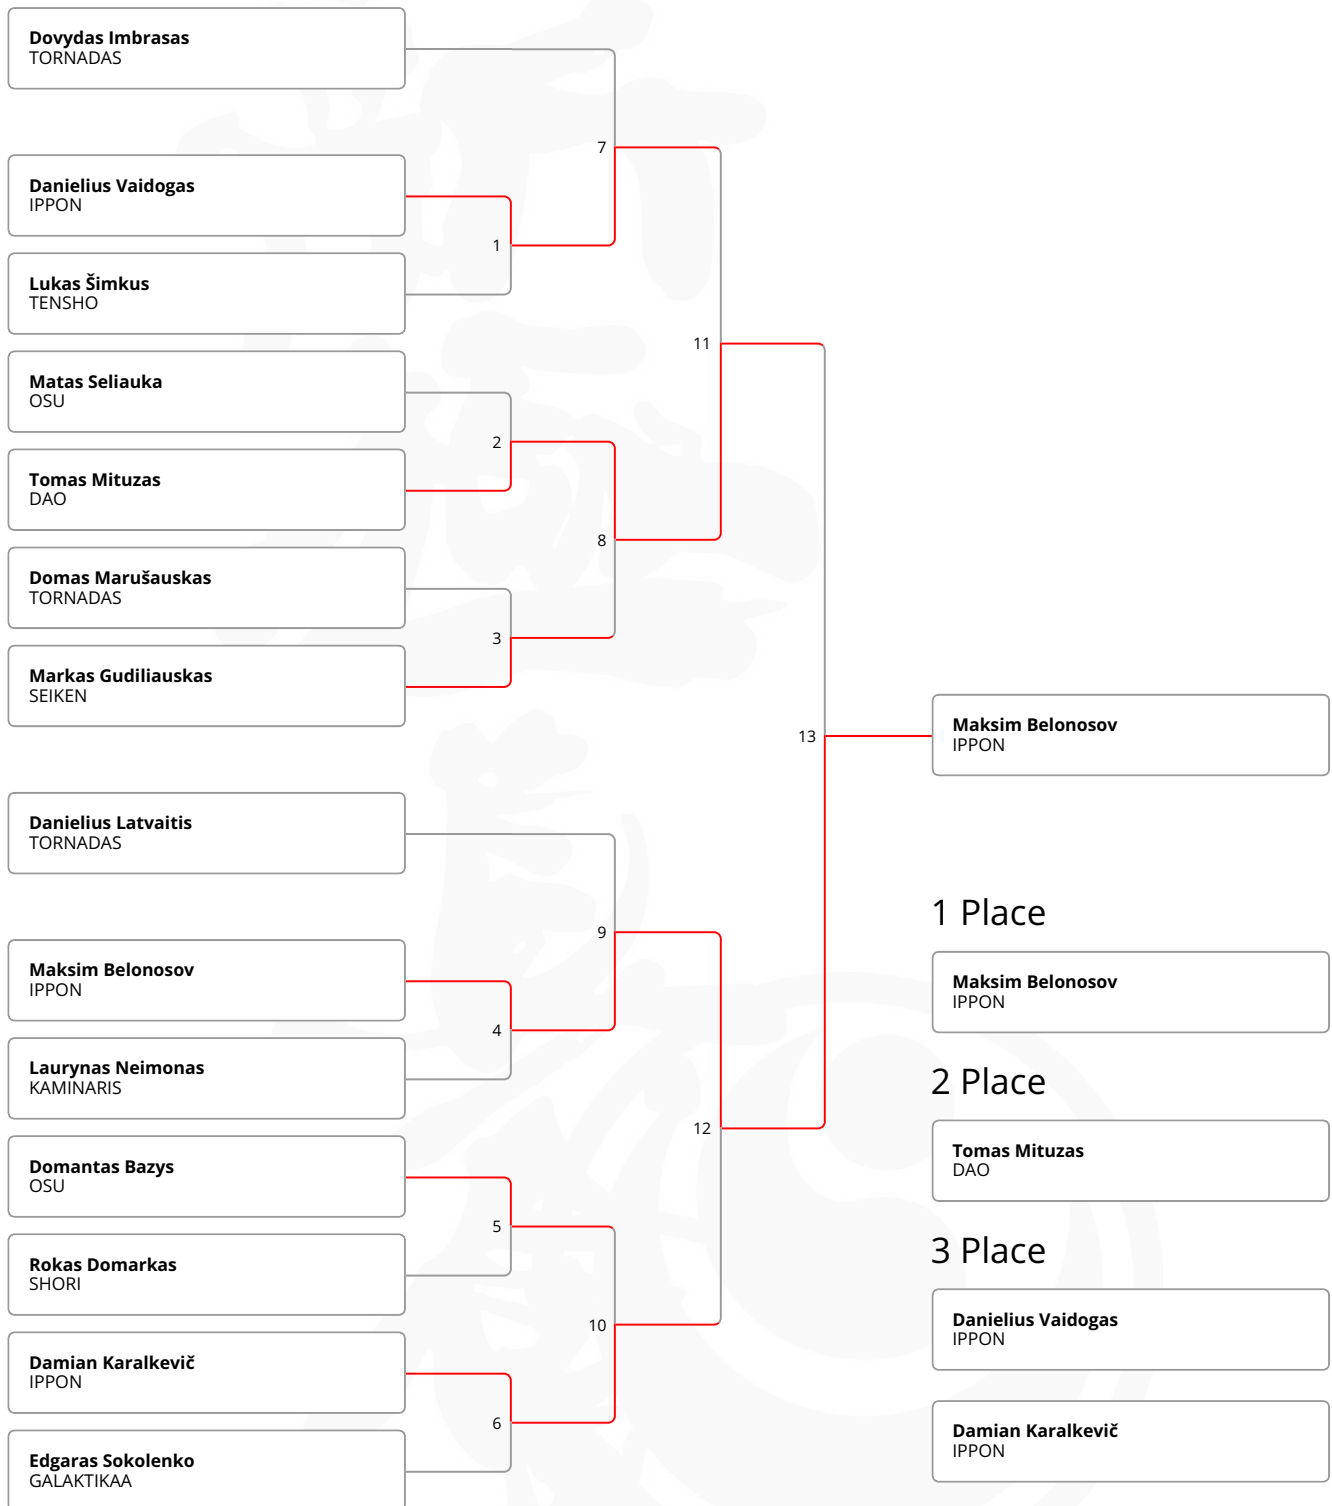 Dovydas Imbrasas
TORNADAS
7
Danielius Vaidogas
IPPON
1
Lukas Šimkus
TENSHO
11
Matas Seliauka
OSU
2
Tomas Mituzas
DAO
8
Domas Marušauskas
TORNADAS
3
Markas Gudiliauskas
SEIKEN
13
Maksim Belonosov
IPPON
Danielius Latvaitis
TORNADAS
9
Maksim Belonosov
IPPON
4
Laurynas Neimonas
KAMINARIS
12
Domantas Bazys
OSU
5
Rokas Domarkas
SHORI
10
Damian Karalkevič
IPPON
6
Edgaras Sokolenko
GALAKTIKAA
1 Place
Maksim Belonosov
IPPON
2 Place
Tomas Mituzas
DAO
3 Place
Danielius Vaidogas
IPPON
Damian Karalkevič
IPPON